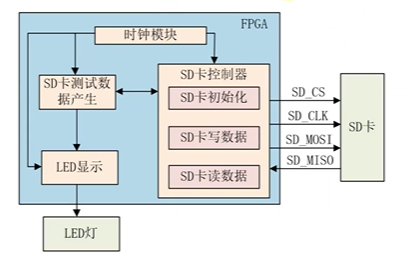 FPGA
时钟模块
SD卡测试数
据产生
SD卡控制器
SD卡初始化
SD卡写数据
SD卡读数据
LED显示
LED灯
SD_CS
SD_CLK
SD_MOSI
SD_MISO
SD卡